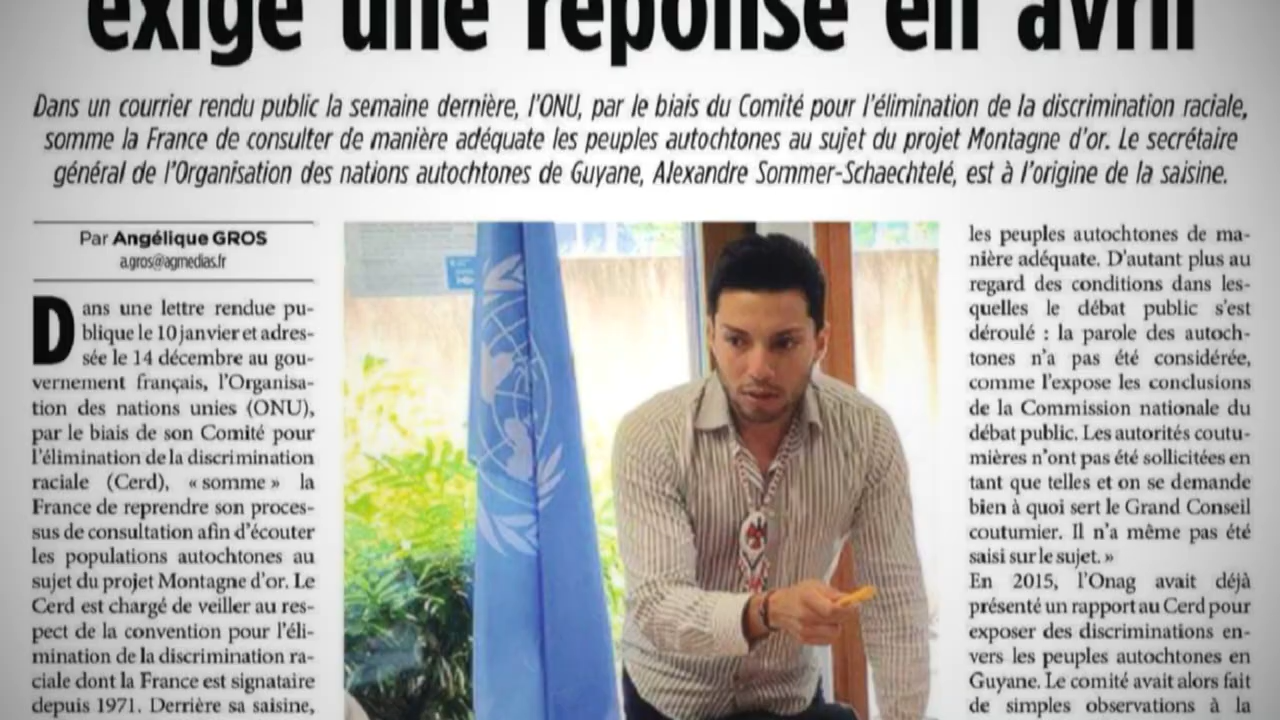 exige une réponse en avril
Dans un courrier rendu public la semaine dernière, l'ONU, par le biais du Comité pour l'élimination de la discrimination raciale,
somme la France de consulter de manière adéquate les peuples autochtones au sujet du projet Montagne d'or. Le secrétaire
général de l'Organisation des nations autochtones de Guyane, Alexandre Sommer-Schaechtelé, est à l'origine de la saisine.
Par Angélique GROS
a.gros@agmedias.fr
Dans une lettre rendue pu-
blique le 10 janvier et adres-
sée le 14 décembre au gou-
vernement français, l'Organisa-
tion des nations unies (ONU),
par le biais de son Comité pour
l'élimination de la discrimination
raciale (Cerd), « somme » la
France de reprendre son proces-
sus de consultation afin d'écouter
les populations autochtones au
sujet du projet Montagne d'or. Le
Cerd est chargé de veiller au res-
pect de la convention pour l'éli-
mination de la discrimination ra-
ciale dont la France est signataire
depuis 1971. Derrière sa saisine,
les peuples autochtones de ma-
nière adéquate. D'autant plus au
regard des conditions dans les-
quelles le débat public s'est
déroulé : la parole des autoch-
tones n'a pas été considérée,
comme l'expose les conclusions
de la Commission nationale du
débat public. Les autorités coutu-
mières n'ont pas été sollicitées en
tant que telles et on se demande
bien à quoi sert le Grand Conseil
coutumier. Il n'a même pas été
saisi sur le sujet. »
En 2015, l'Onag avait déjà
présenté un rapport au Cerd pour
exposer des discriminations en-
vers les peuples autochtones en
Guyane. Le comité avait alors fait
de simples observations à la